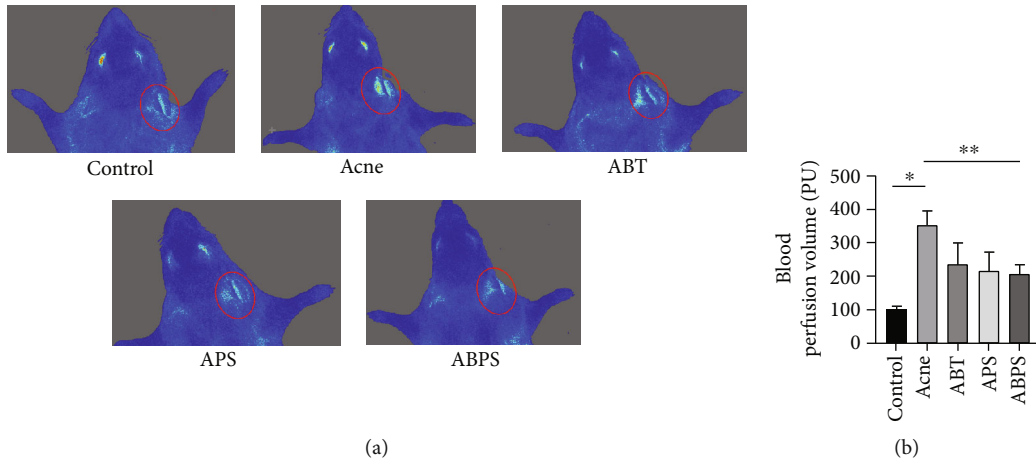 Control
Acne
ABT
APS
ABPS
(a)
Blood
perfusion volume (PU)
500
400
300
200
100
0
*
**
Control
Acne
ABT
APS
ABPS
(b)